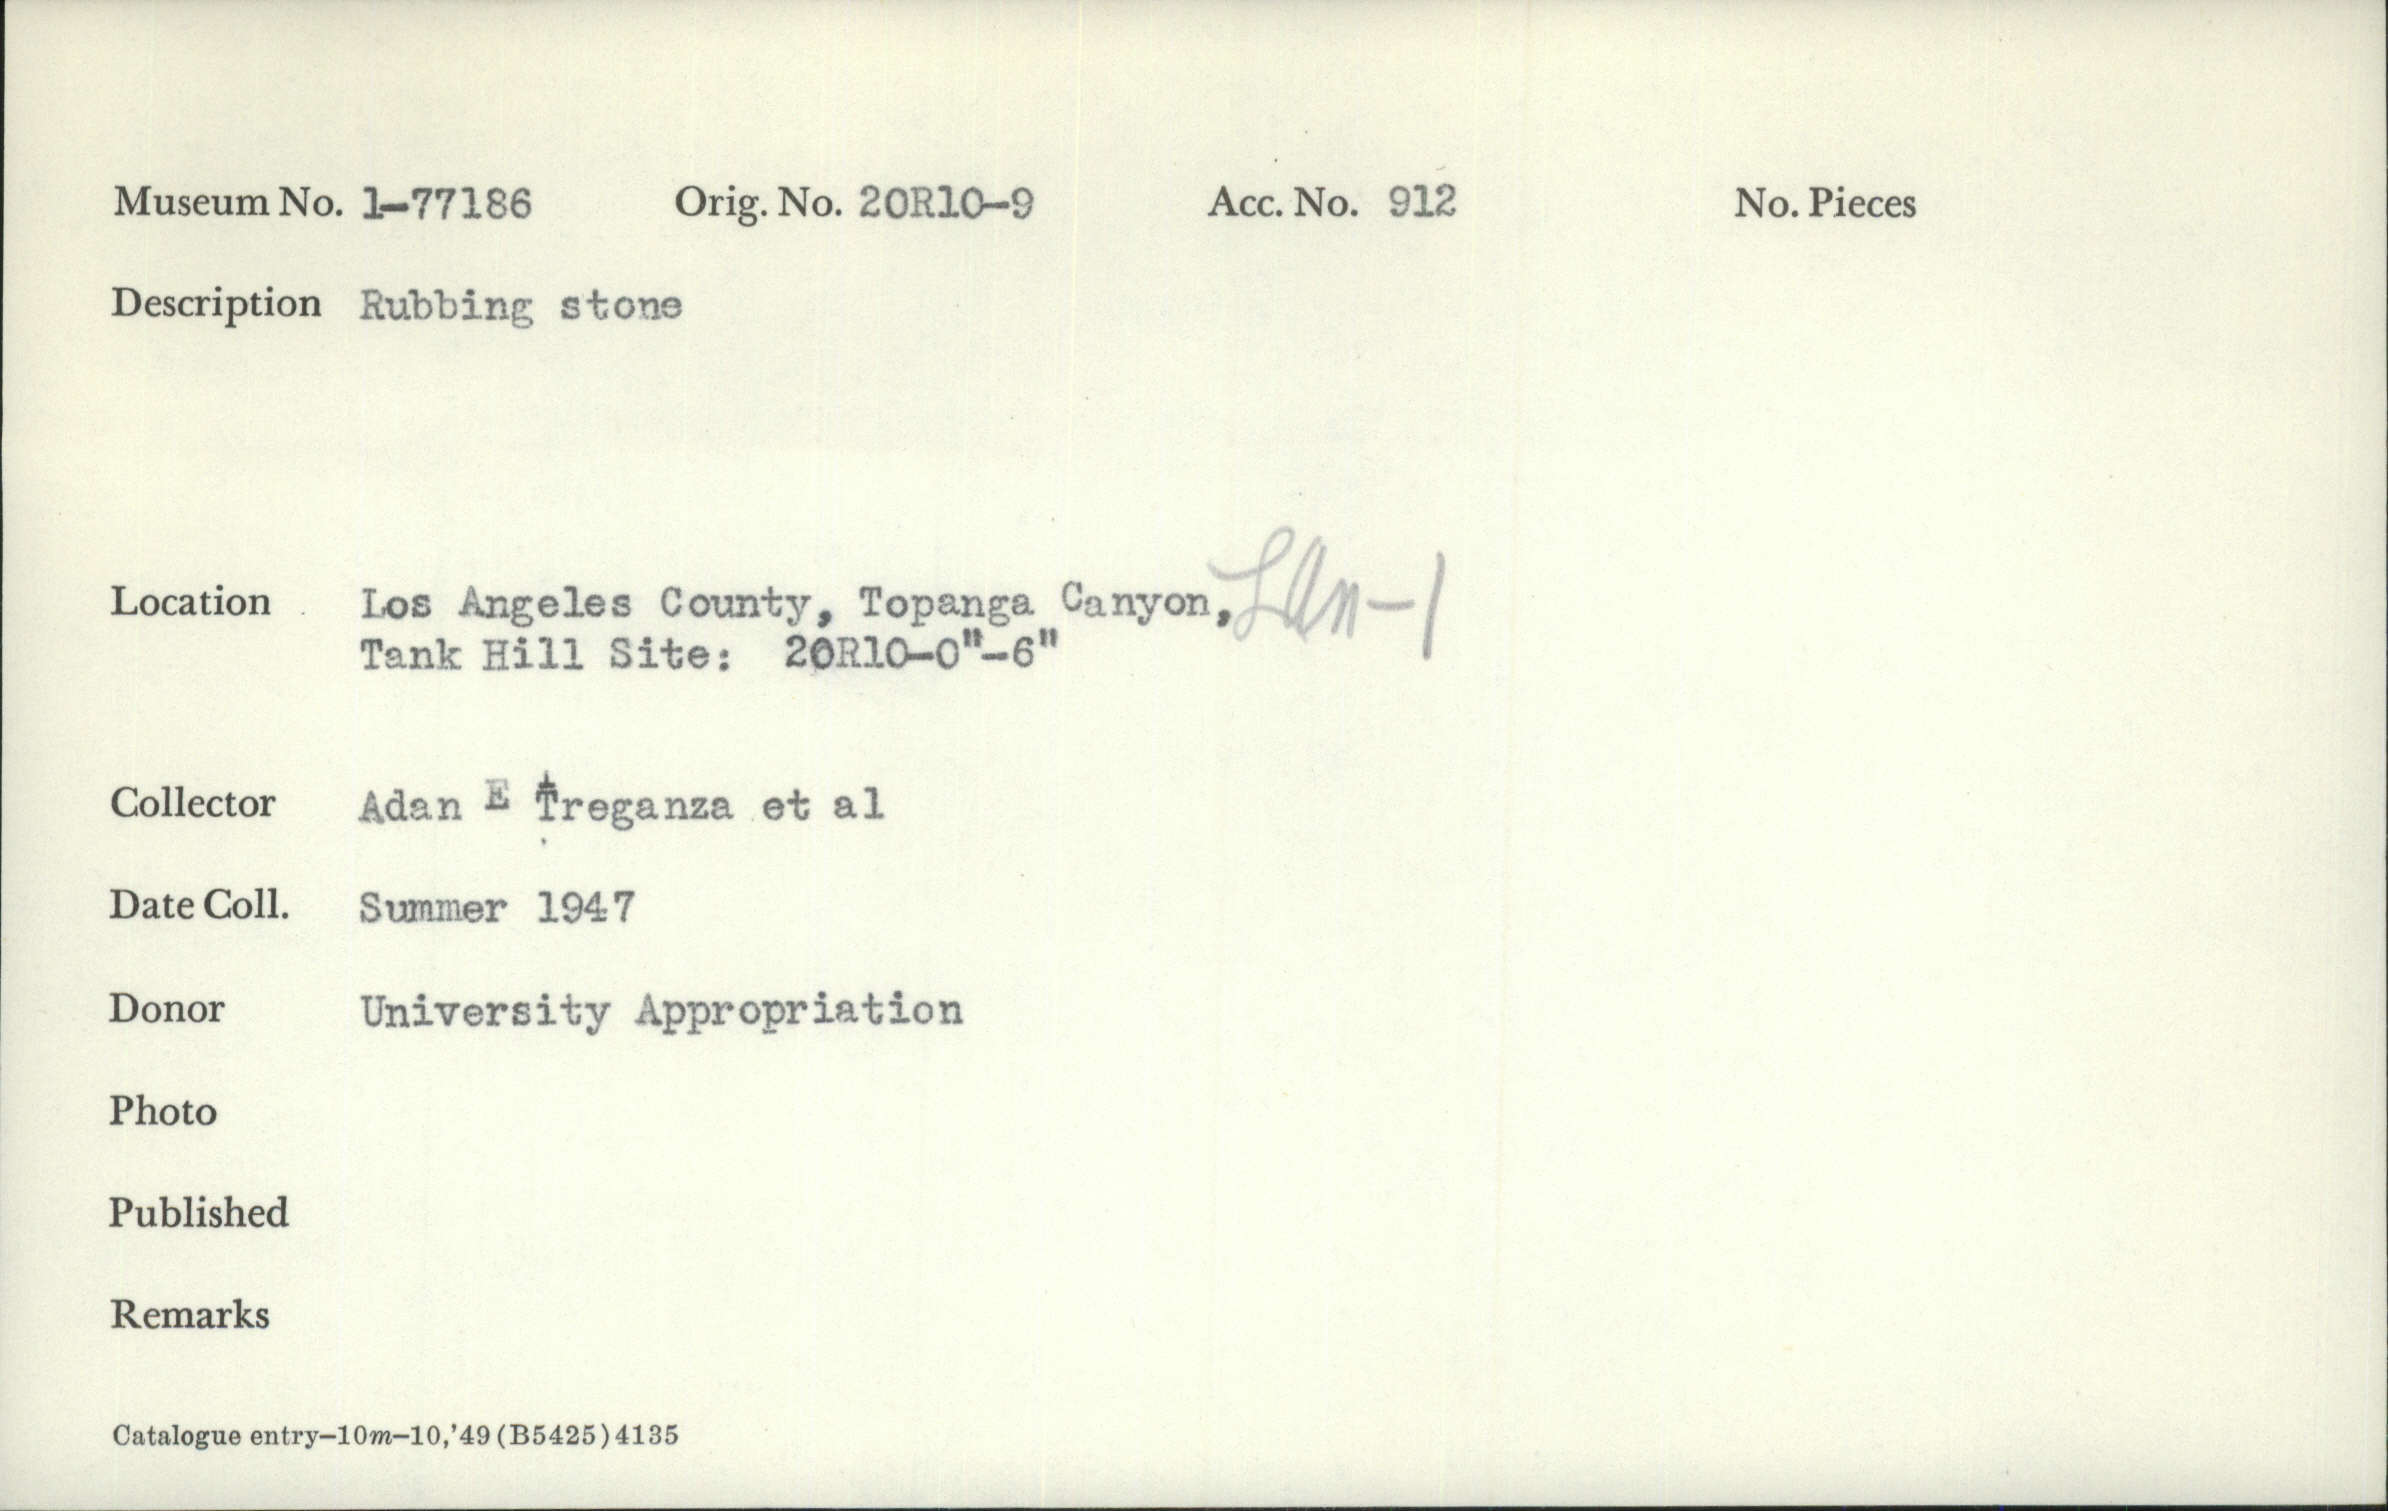 Museum No. 1-77186 Orig. No. 20R10-9 Acc. No. 912 No. Pieces
Description Rubbing stone
Location Los Angeles County, Topanga Canyon, LAn-1
Tank Hill Site: 20R10-0"-6"
Collector Adan E Treganza et al
Date Coll. Summer 1947
Donor University Appropriation
Photo
Published
Remarks
Catalogue entry—10m—10,'49 (B5425) 4135